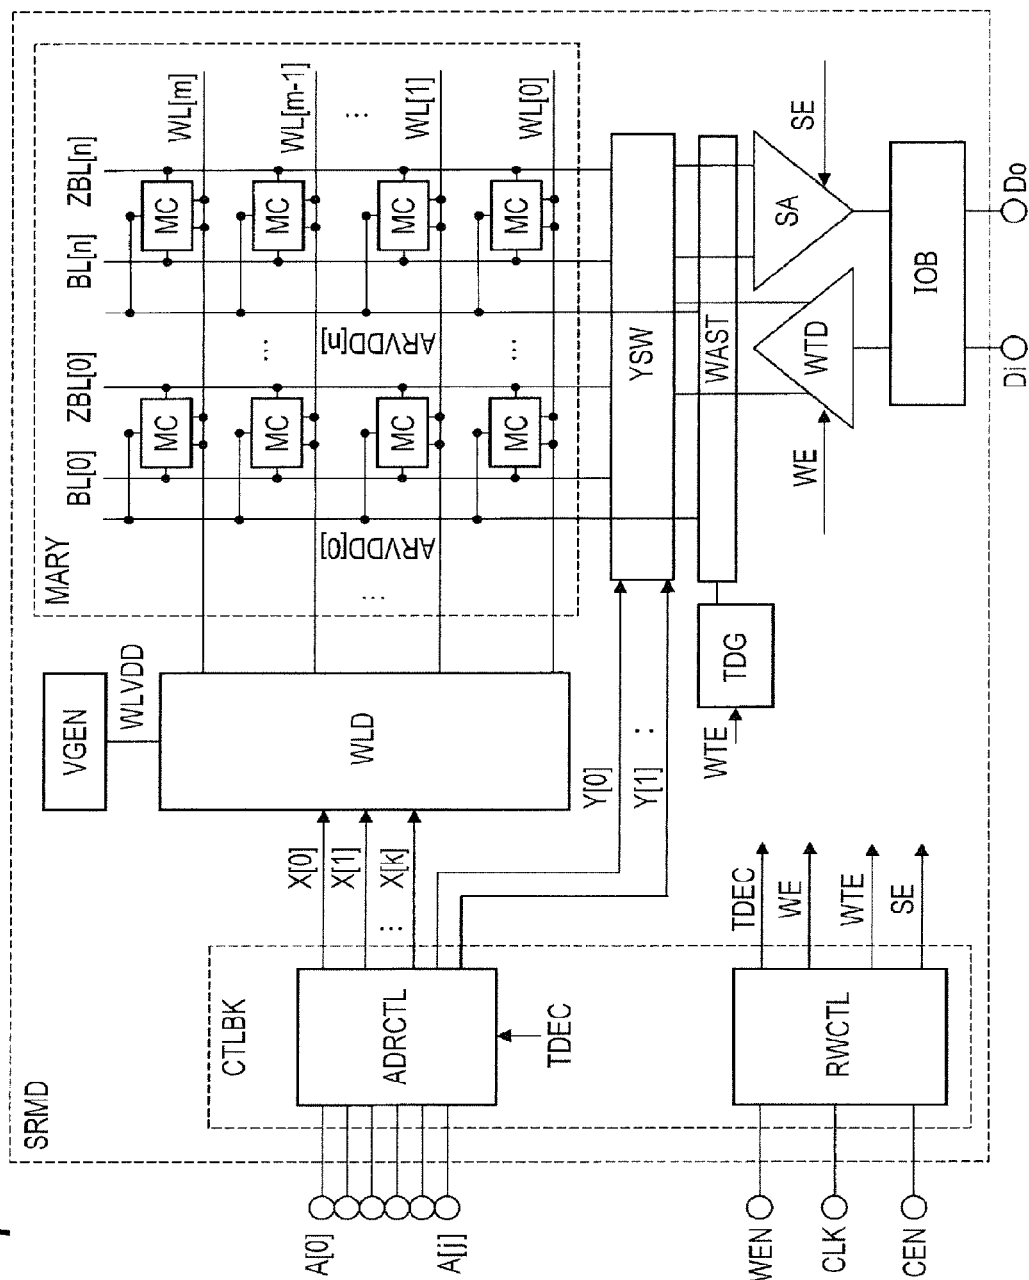 SRMD
MARY
VGEN
WLVDD
WLD
BL[0]
ZBL[0]
BL[n]
ZBL[n]
ARVDD[0]
ARVDD[n]
WL[m]
WL[m-1]
WL[1]
WL[0]
...
...
...
...
MC
MC
MC
MC
MC
MC
MC
MC
CTLBK
A[0]
A[j]
ADRCTL
TDEC
X[0]
X[1]
X[k]
...
Y[0]
Y[1]
..
YSW
WTE
TDG
WAST
WE
WTD
SA
SE
IOB
Di
Do
WEN
CLK
CEN
RWCTL
TDEC
WE
WTE
SE